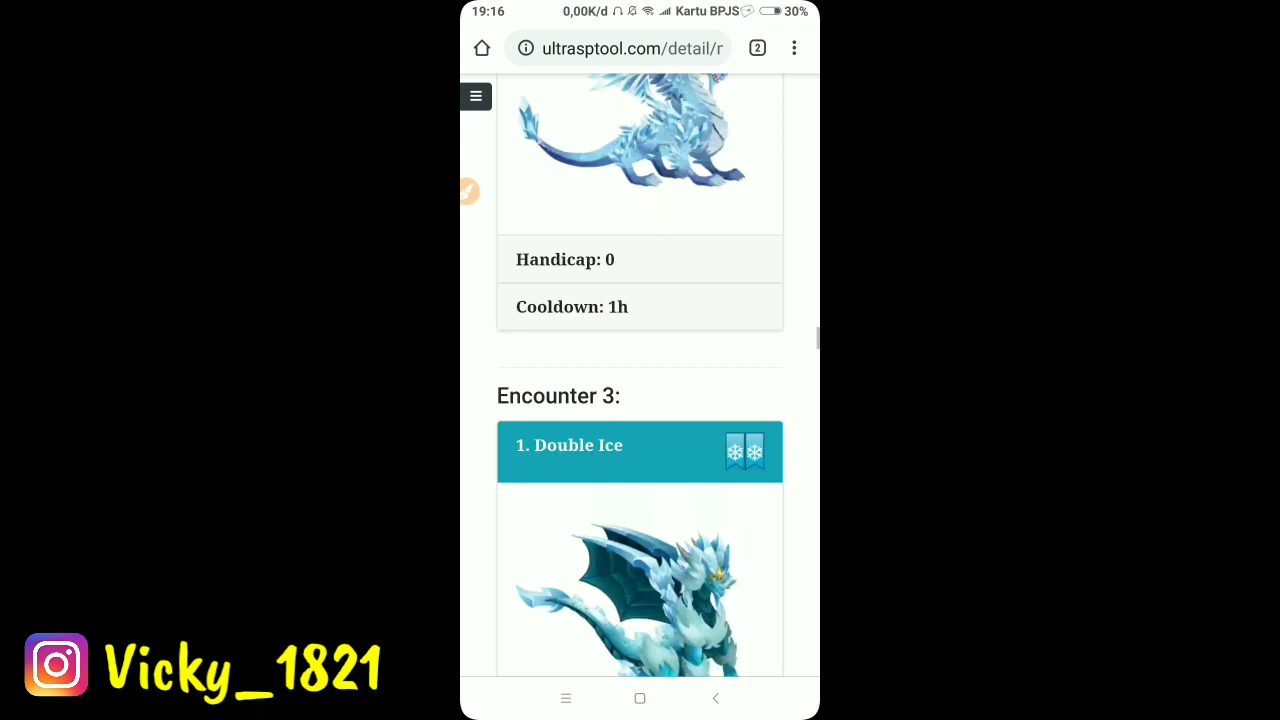 19:16 0,00K/d Kartu BPJS 30%
ultrasptool.com/detail/r
2
Handicap: 0
Cooldown: 1h
Encounter 3:
1. Double Ice
Vicky_1821